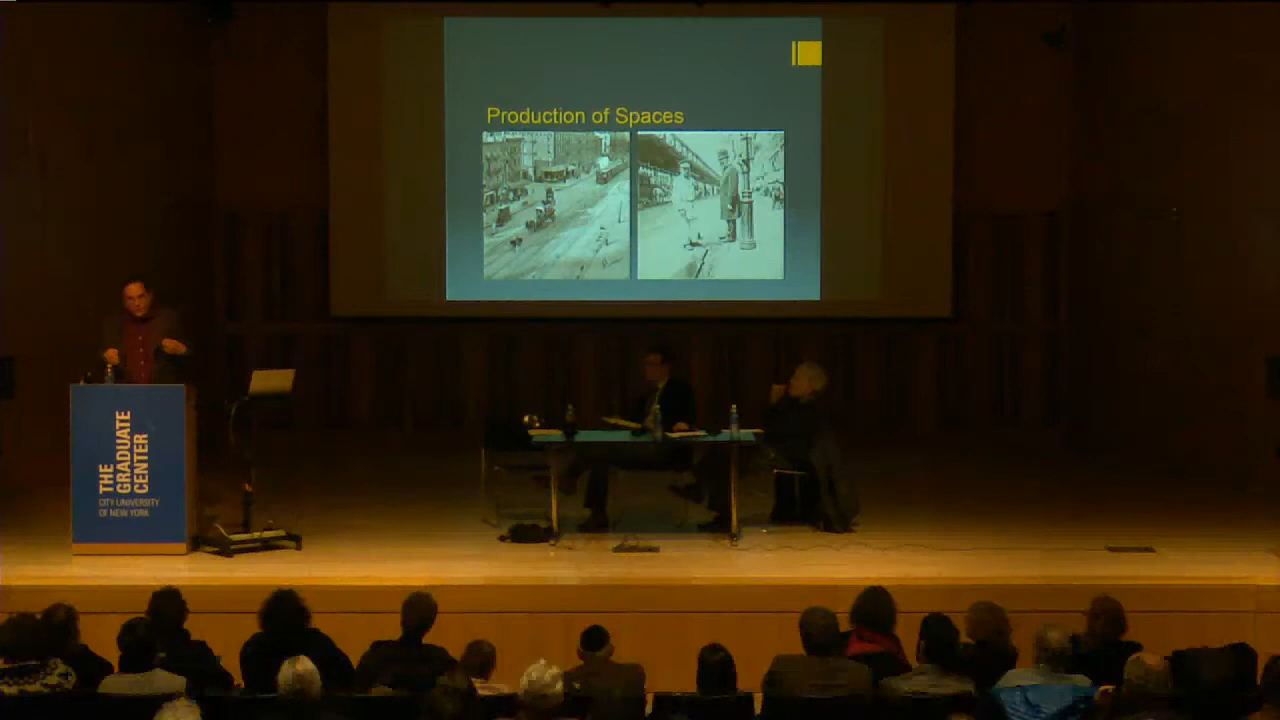 Production of Spaces
THE
GRADUATE
CENTER
CITY UNIVERSITY
OF NEW YORK